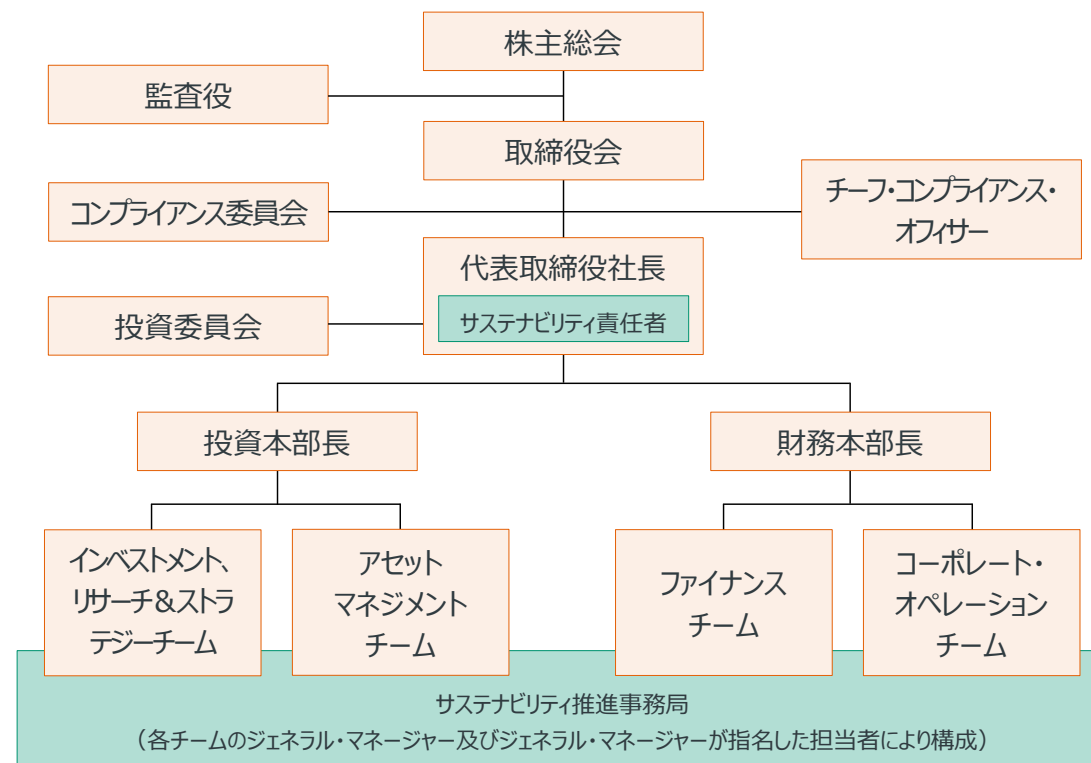 株主総会
監査役
取締役会
コンプライアンス委員会
チーフ・コンプライアンス・
オフィサー
代表取締役社長
サステナビリティ責任者
投資委員会
投資本部長
財務本部長
インベストメント、
リサーチ&ストラ
テジーチーム
アセット
マネジメント
チーム
ファイナンス
チーム
コーポレート・
オペレーション
チーム
サステナビリティ推進事務局
（各チームのジェネラル・マネージャー及びジェネラル・マネージャーが指名した担当者により構成）